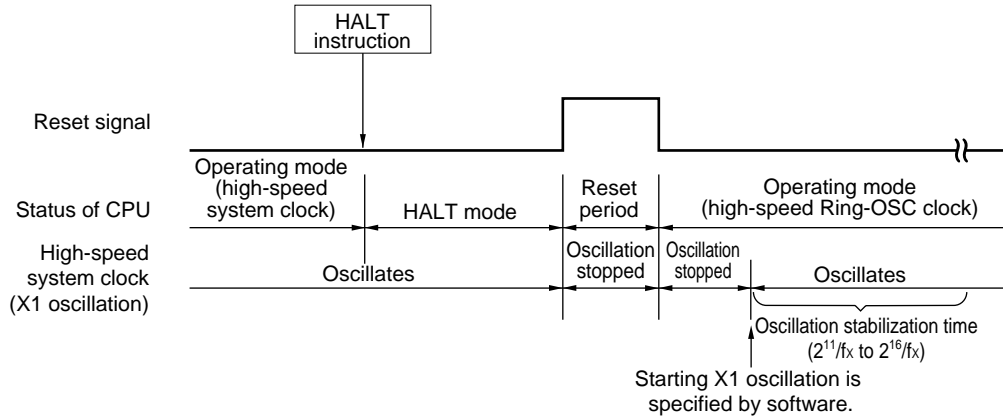 HALT
instruction
Reset signal
Operating mode
(high-speed
system clock)
Status of CPU
HALT mode
Reset
period
Operating mode
(high-speed Ring-OSC clock)
High-speed
system clock
(X1 oscillation)
Oscillates
Oscillation
stopped
Oscillation
stopped
Oscillates
Oscillation stabilization time
(2¹¹/fX to 2¹⁶/fX)
Starting X1 oscillation is
specified by software.